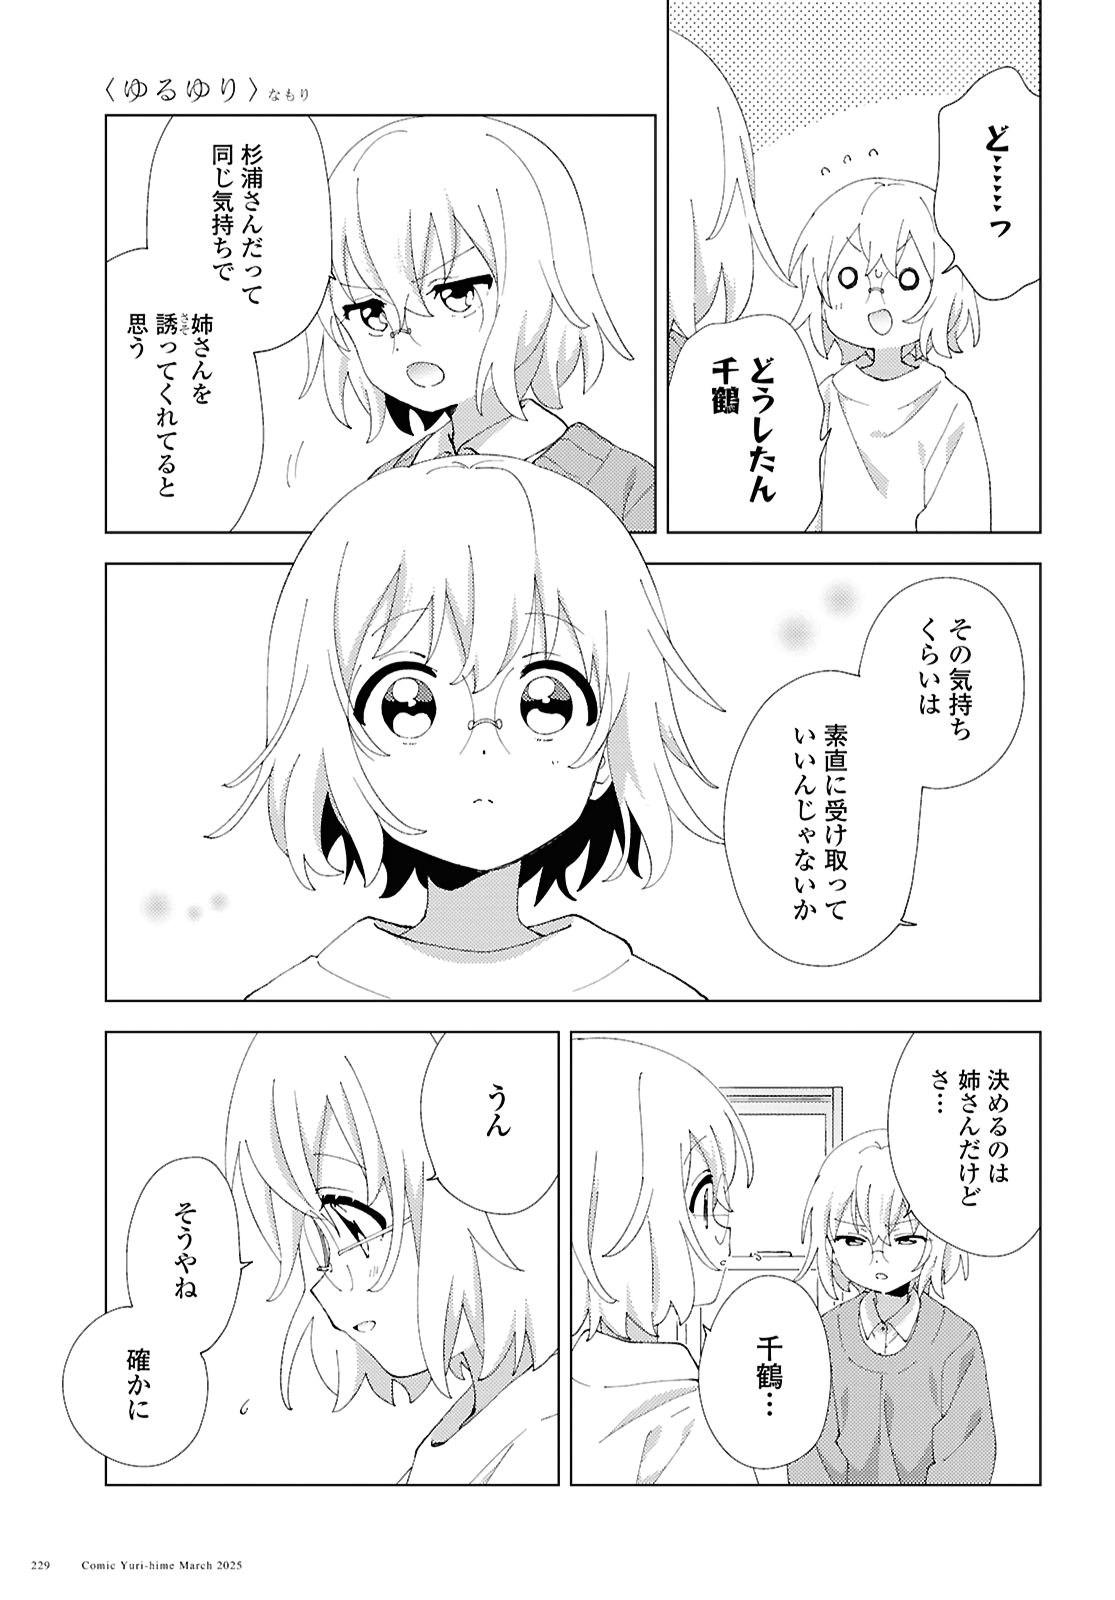 〈ゆるゆり〉なもり
ど……っ
どうしたん
千鶴
杉浦さんだって
同じ気持ちで
姉さんを
誘ってくれてると
さそ
思う
その気持ち
くらいは
素直に受け取って
いいんじゃないか
決めるのは
姉さんだけど
さ…
千鶴…
うん
そうやね
確かに
229 Comic Yuri-hime March 2025